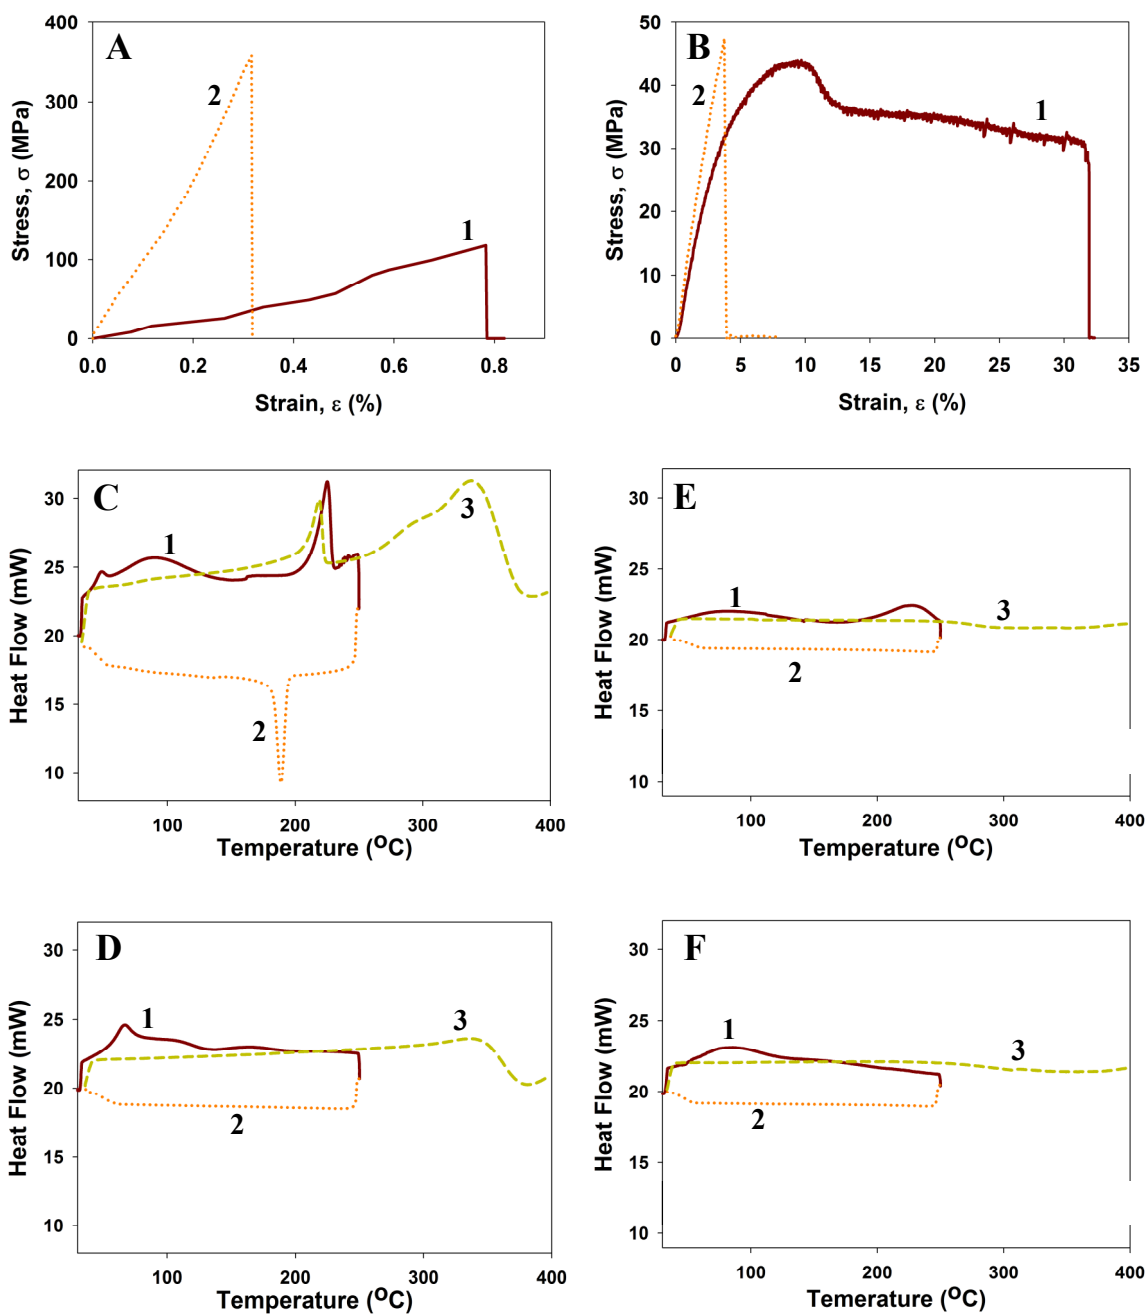 A
400
300
200
100
0
0.0 0.2 0.4 0.6 0.8
Stress, σ (MPa)
Strain, ε (%)
2
1
B
50
40
30
20
10
0
0 5 10 15 20 25 30 35
Stress, σ (MPa)
Strain, ε (%)
2
1
C
30
25
20
15
10
100 200 300 400
Heat Flow (mW)
Temperature (OC)
1
3
2
E
30
25
20
15
10
100 200 300 400
Heat Flow (mW)
Temperature (OC)
1
3
2
D
30
25
20
15
10
100 200 300 400
Heat Flow (mW)
Temperature (OC)
1
3
2
F
30
25
20
15
10
100 200 300 400
Heat Flow (mW)
Temerature (OC)
1
3
2